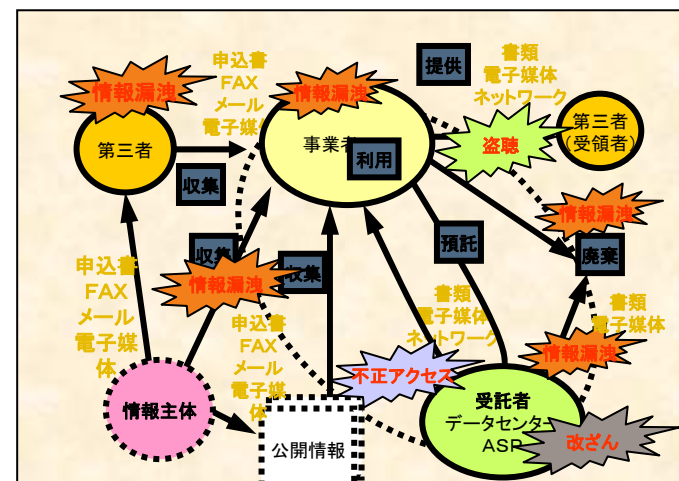 申込書
FAX
メール
電子媒体
情報漏洩
第三者
収集
情報漏洩
事業者
利用
提供
書類
電子媒体
ネットワーク
盗聴
第三者
(受領者)
情報漏洩
廃棄
預託
収集
情報漏洩
収集
申込書
FAX
メール
電子媒
体
申込書
FAX
メール
電子媒
体
書類
電子媒体
ネットワーク
書類
電子媒体
情報漏洩
不正アクセス
情報主体
公開情報
受託者
データセンター
ASP
改ざん